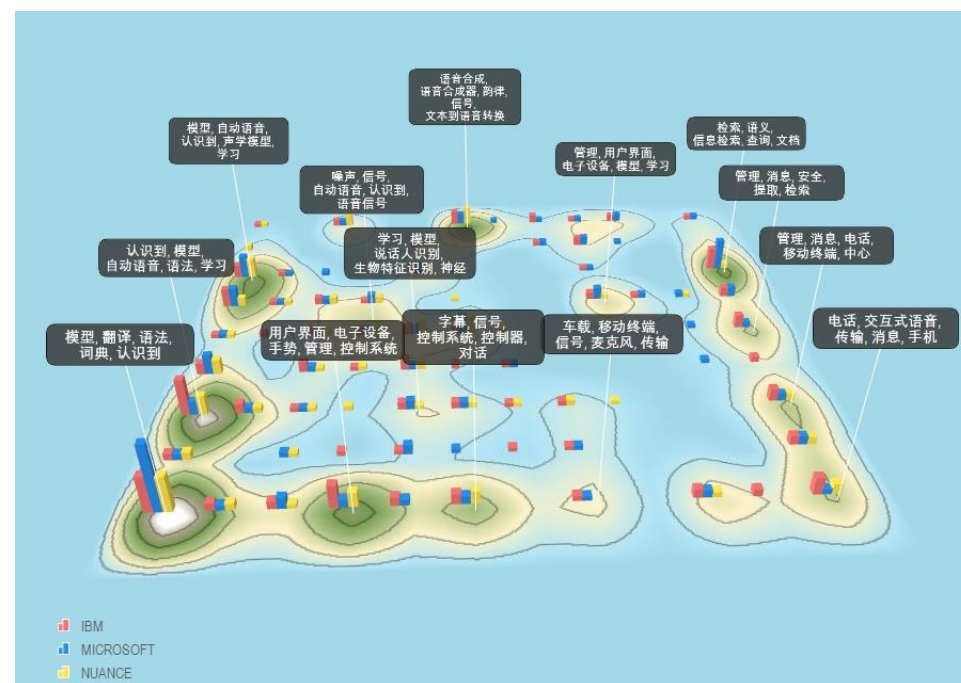 语音合成,
语音合成器, 韵律,
信号,
文本到语音转换
模型, 自动语音,
认识到, 声学模型,
学习
检索, 语义,
信息检索, 查询, 文档
管理, 用户界面,
电子设备, 模型, 学习
噪声, 信号,
自动语音, 认识到,
语音信号
管理, 消息, 安全,
提取, 检索
学习, 模型,
说话人识别,
生物特征识别, 神经
认识到, 模型,
自动语音, 语法, 学习
管理, 消息, 电话,
移动终端, 中心
模型, 翻译, 语法,
词典, 认识到
用户界面, 电子设备,
手势, 管理, 控制系统
字幕, 信号,
控制系统, 控制器,
对话
车载, 移动终端,
信号, 麦克风, 传输
电话, 交互式语音,
传输, 消息, 手机
IBM
MICROSOFT
NUANCE